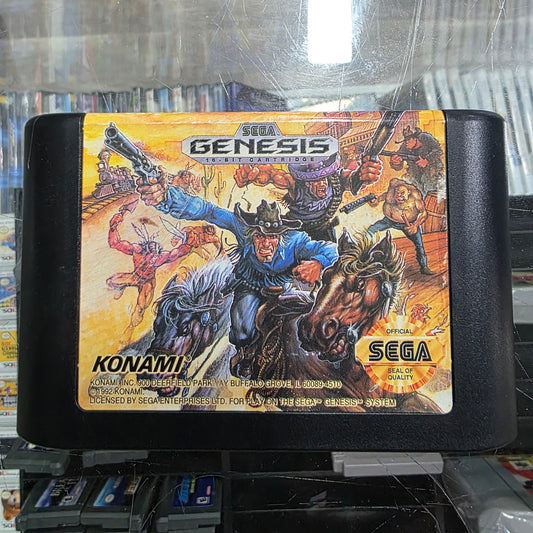 SEGA
GENESIS
16-BIT CARTRIDGE
OFFICIAL
SEGA
SEAL OF
QUALITY
KONAMI
KONAMI INC. 900 DEERFIELD PARKWAY BUFFALO GROVE, IL 60089-4510
©1992 KONAMI.
LICENSED BY SEGA ENTERPRISES LTD. FOR PLAY ON THE SEGA™ GENESIS™ SYSTEM